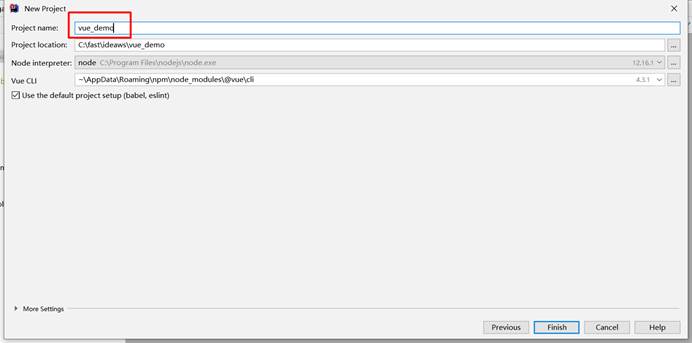 New Project
Project name: vue_demo
Project location: C:\fast\ideaws\vue_demo ...
Node interpreter: node C:\Program Files\nodejs\node.exe 12.16.1 ...
Vue CLI ~\AppData\Roaming\npm\node_modules\@vue\cli 4.3.1 ...
Use the default project setup (babel, eslint)
More Settings
Previous Finish Cancel Help